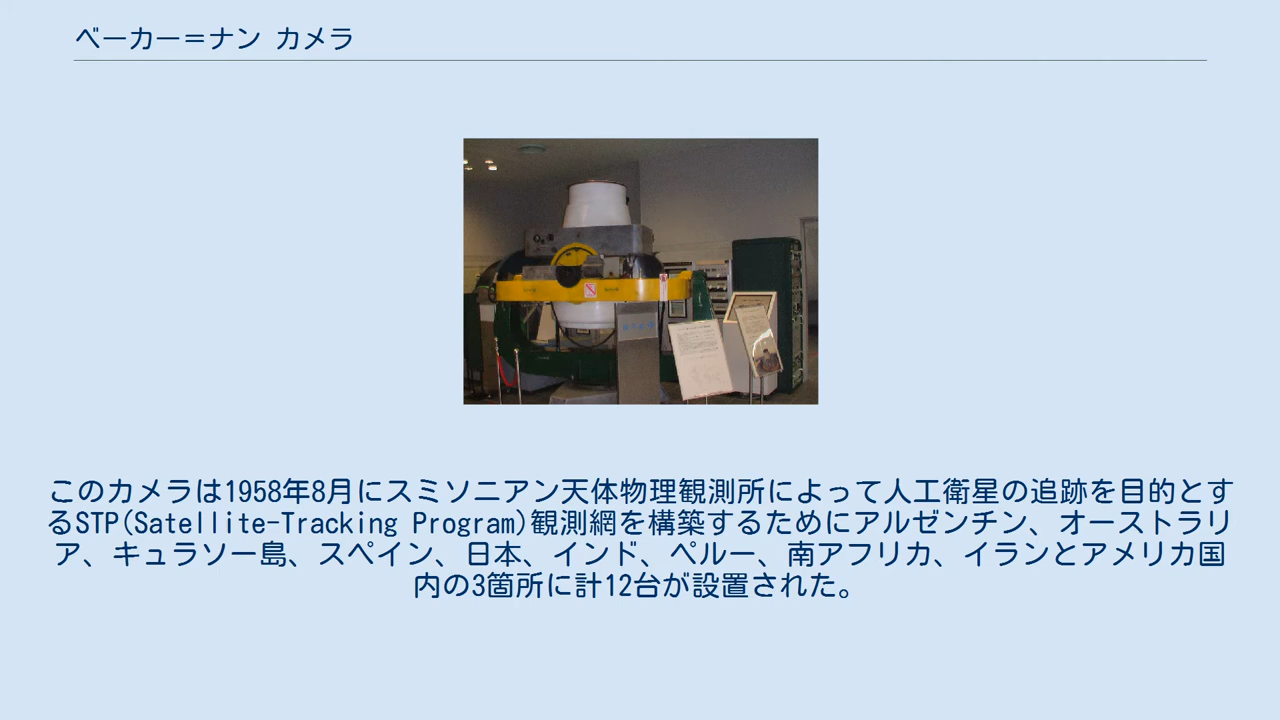 ベーカー＝ナン カメラ
このカメラは1958年8月にスミソニアン天体物理観測所によって人工衛星の追跡を目的とす
るSTP(Satellite-Tracking Program)観測網を構築するためにアルゼンチン、オーストラリ
ア、キュラソー島、スペイン、日本、インド、ペルー、南アフリカ、イランとアメリカ国
内の3箇所に計12台が設置された。